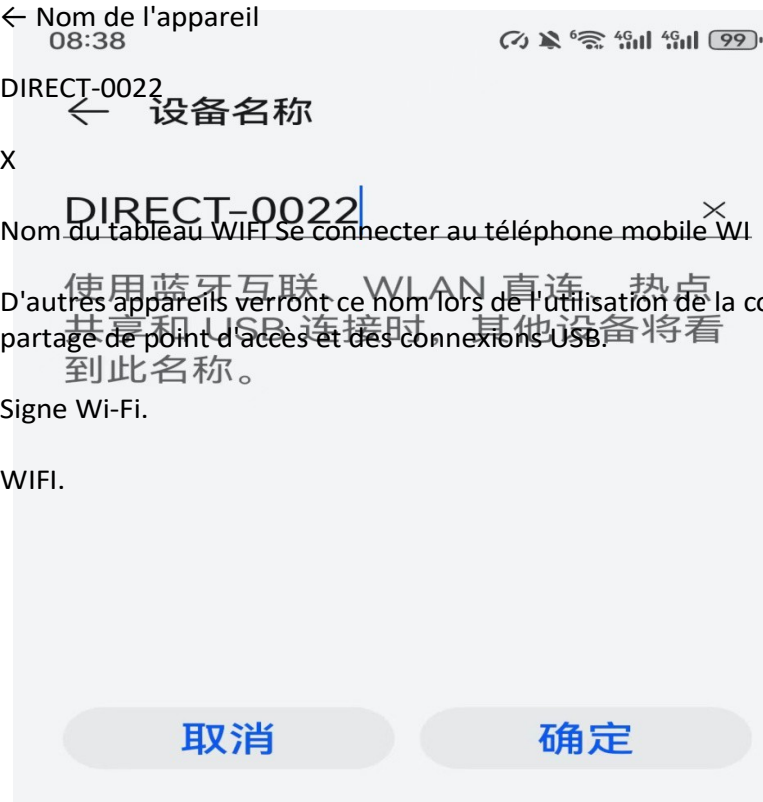 ← Nom de l'appareil
08:38 6 4G 4G 99
DIRECT-0022
← 设备名称
X
DIRECT-0022 ×
Nom du tableau WIFI Se connecter au téléphone mobile WI
使用蓝牙互联、WLAN 直连、热点
D'autres appareils verront ce nom lors de l'utilisation de la co
共享和 USB 连接时，其他设备将看
partage de point d'accès et des connexions USB.
到此名称。
Signe Wi-Fi.
WIFI.
取消 确定